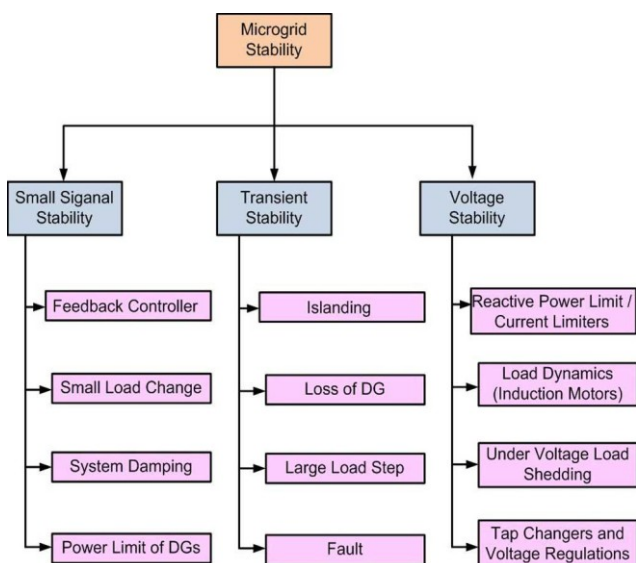 Microgrid
Stability
Small Siganal
Stability
Transient
Stability
Voltage
Stability
Feedback Controller
Small Load Change
System Damping
Power Limit of DGs
Islanding
Loss of DG
Large Load Step
Fault
Reactive Power Limit /
Current Limiters
Load Dynamics
(Induction Motors)
Under Voltage Load
Shedding
Tap Changers and
Voltage Regulations